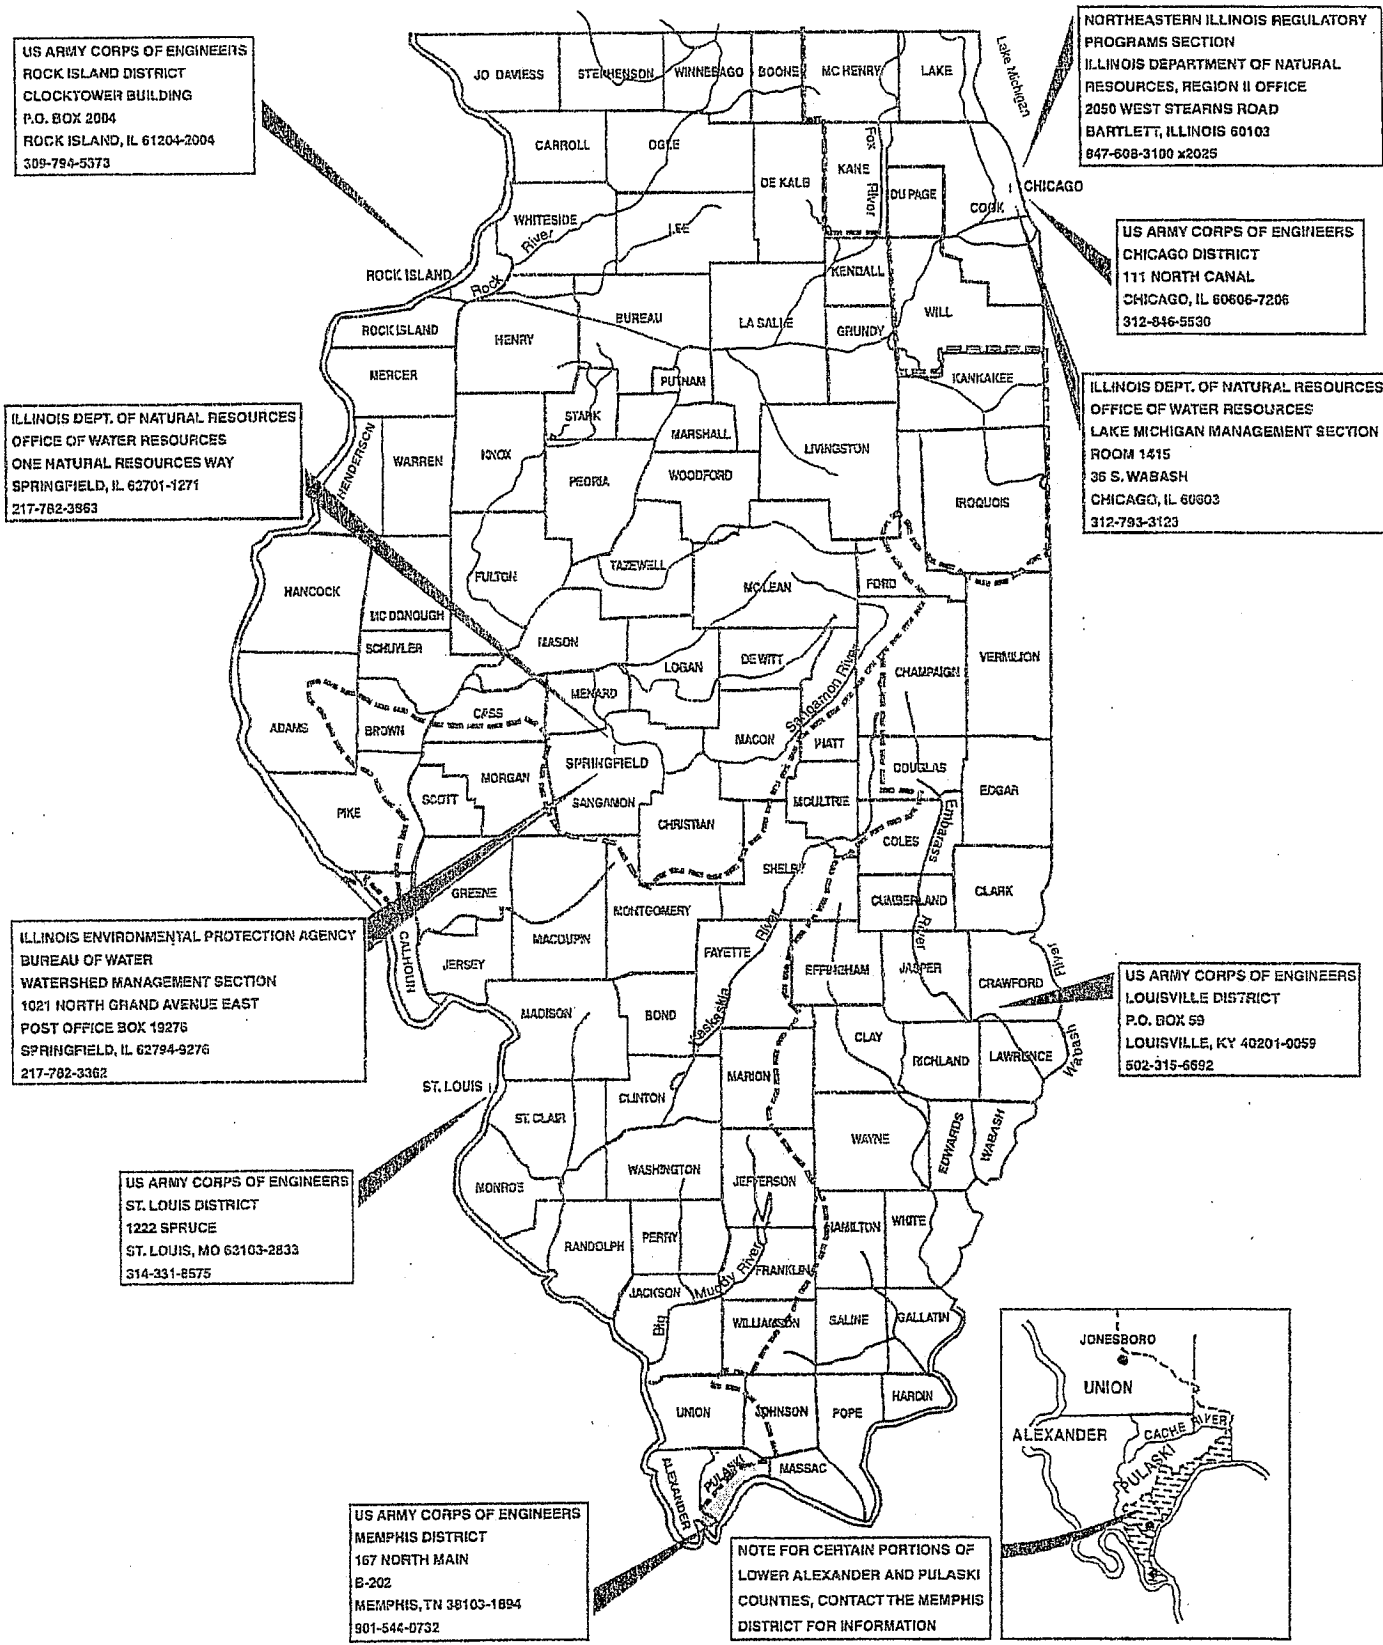 US ARMY CORPS OF ENGINEERS
ROCK ISLAND DISTRICT
CLOCKTOWER BUILDING
P.O. BOX 2004
ROCK ISLAND, IL 61204-2004
309-794-5373
NORTHEASTERN ILLINOIS REGULATORY
PROGRAMS SECTION
ILLINOIS DEPARTMENT OF NATURAL
RESOURCES, REGION II OFFICE
2050 WEST STEARNS ROAD
BARTLETT, ILLINOIS 60103
847-608-3100 x2025
Lake Michigan
JO DAVIESS
STEPHENSON
WINNEBAGO
BOONE
MC HENRY
LAKE
CARROLL
OGLE
DE KALB
KANE
Fox
River
DU PAGE
COOK
CHICAGO
US ARMY CORPS OF ENGINEERS
CHICAGO DISTRICT
111 NORTH CANAL
CHICAGO, IL 60606-7206
312-846-5530
WHITESIDE
LEE
Rock
River
ROCK ISLAND
ROCK ISLAND
HENRY
BUREAU
LA SALLE
KENDALL
GRUNDY
WILL
MERCER
STARK
PUTNAM
KANKAKEE
ILLINOIS DEPT. OF NATURAL RESOURCES
OFFICE OF WATER RESOURCES
LAKE MICHIGAN MANAGEMENT SECTION
ROOM 1415
36 S. WABASH
CHICAGO, IL 60603
312-793-3123
ILLINOIS DEPT. OF NATURAL RESOURCES
OFFICE OF WATER RESOURCES
ONE NATURAL RESOURCES WAY
SPRINGFIELD, IL 62701-1271
217-782-3863
HENDERSON
WARREN
KNOX
PEORIA
MARSHALL
WOODFORD
LIVINGSTON
IROQUOIS
HANCOCK
MC DONOUGH
FULTON
TAZEWELL
MC LEAN
FORD
SCHUYLER
MASON
LOGAN
DE WITT
CHAMPAIGN
VERMILION
ADAMS
BROWN
CASS
MENARD
Sangamon River
MACON
PIATT
PIKE
SCOTT
MORGAN
SPRINGFIELD
SANGAMON
CHRISTIAN
MOULTRIE
DOUGLAS
EDGAR
Embarass
River
COLES
SHELBY
CUMBERLAND
CLARK
GREENE
MACOUPIN
MONTGOMERY
CALHOUN
JERSEY
FAYETTE
Kaskaskia
River
EFFINGHAM
JASPER
CRAWFORD
Wabash
River
ILLINOIS ENVIRONMENTAL PROTECTION AGENCY
BUREAU OF WATER
WATERSHED MANAGEMENT SECTION
1021 NORTH GRAND AVENUE EAST
POST OFFICE BOX 19276
SPRINGFIELD, IL 62794-9276
217-782-3362
US ARMY CORPS OF ENGINEERS
LOUISVILLE DISTRICT
P.O. BOX 59
LOUISVILLE, KY 40201-0059
502-315-6692
MADISON
BOND
CLAY
RICHLAND
LAWRENCE
ST. LOUIS
ST. CLAIR
CLINTON
MARION
WAYNE
EDWARDS
WABASH
US ARMY CORPS OF ENGINEERS
ST. LOUIS DISTRICT
1222 SPRUCE
ST. LOUIS, MO 63103-2833
314-331-8575
MONROE
WASHINGTON
JEFFERSON
RANDOLPH
PERRY
HAMILTON
WHITE
Big
Muddy River
JACKSON
FRANKLIN
WILLIAMSON
SALINE
GALLATIN
UNION
JOHNSON
POPE
HARDIN
ALEXANDER
PULASKI
MASSAC
JONESBORO
UNION
ALEXANDER
CACHE RIVER
PULASKI
US ARMY CORPS OF ENGINEERS
MEMPHIS DISTRICT
167 NORTH MAIN
B-202
MEMPHIS, TN 38103-1894
901-544-0732
NOTE FOR CERTAIN PORTIONS OF
LOWER ALEXANDER AND PULASKI
COUNTIES, CONTACT THE MEMPHIS
DISTRICT FOR INFORMATION